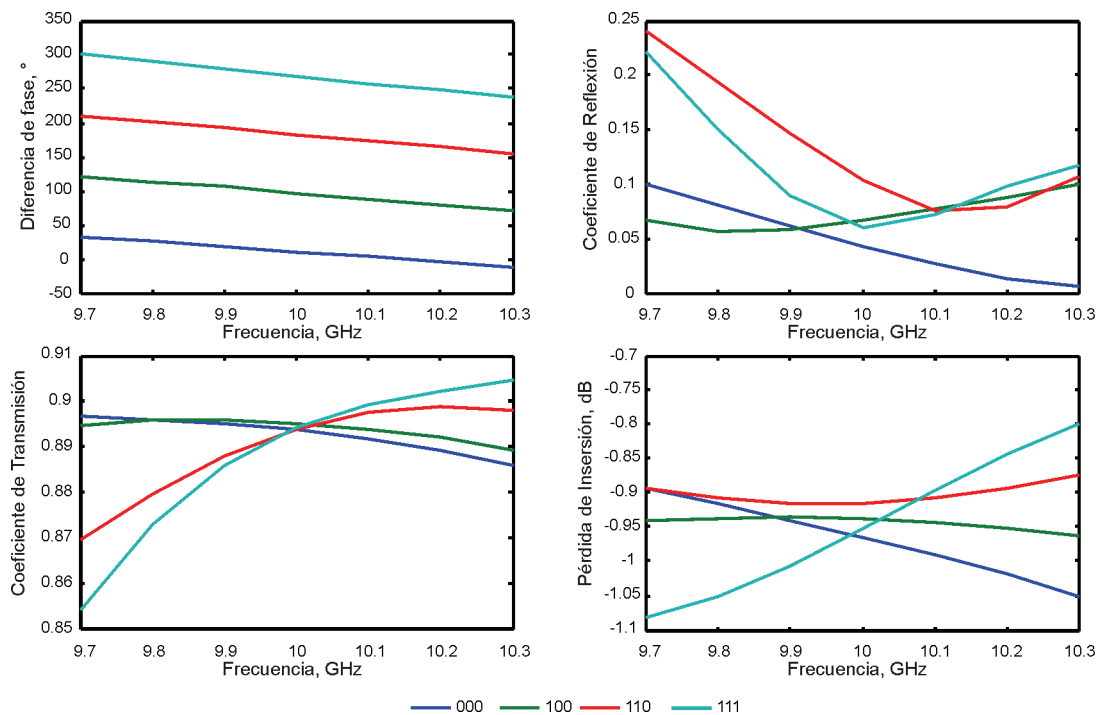 350
300
250
200
150
100
50
0
-50
Diferencia de fase, °
9.7 9.8 9.9 10 10.1 10.2 10.3
Frecuencia, GHz
0.25
0.2
0.15
0.1
0.05
0
Coeficiente de Reflexión
9.7 9.8 9.9 10 10.1 10.2 10.3
Frecuencia, GHz
0.91
0.9
0.89
0.88
0.87
0.86
0.85
Coeficiente de Transmisión
9.7 9.8 9.9 10 10.1 10.2 10.3
Frecuencia, GHz
-0.7
-0.75
-0.8
-0.85
-0.9
-0.95
-1
-1.05
-1.1
Pérdida de Insersión, dB
9.7 9.8 9.9 10 10.1 10.2 10.3
Frecuencia, GHz
000 100 110 111